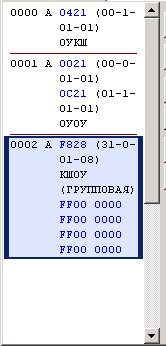 0000 A 0421 (00-1-
01-01)
ОУКШ
0001 A 0021 (00-0-
01-01)
0C21 (01-1-
01-01)
ОУОУ
0002 A F828 (31-0-
01-08)
КШОУ
(ГРУППОВАЯ)
FF00 0000
FF00 0000
FF00 0000
FF00 0000